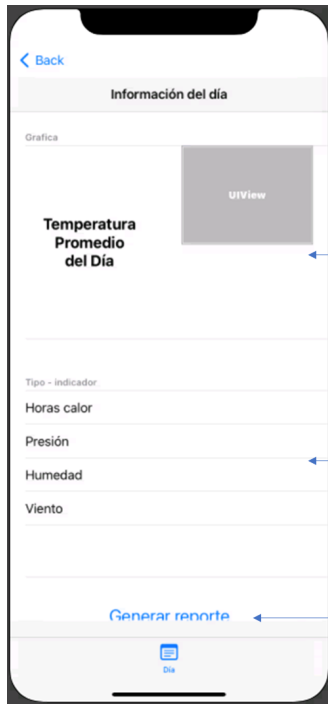 Back
Información del día
Grafica
UIView
Temperatura
Promedio
del Día
Tipo - indicador
Horas calor
Presión
Humedad
Viento
Generar reporte
Día